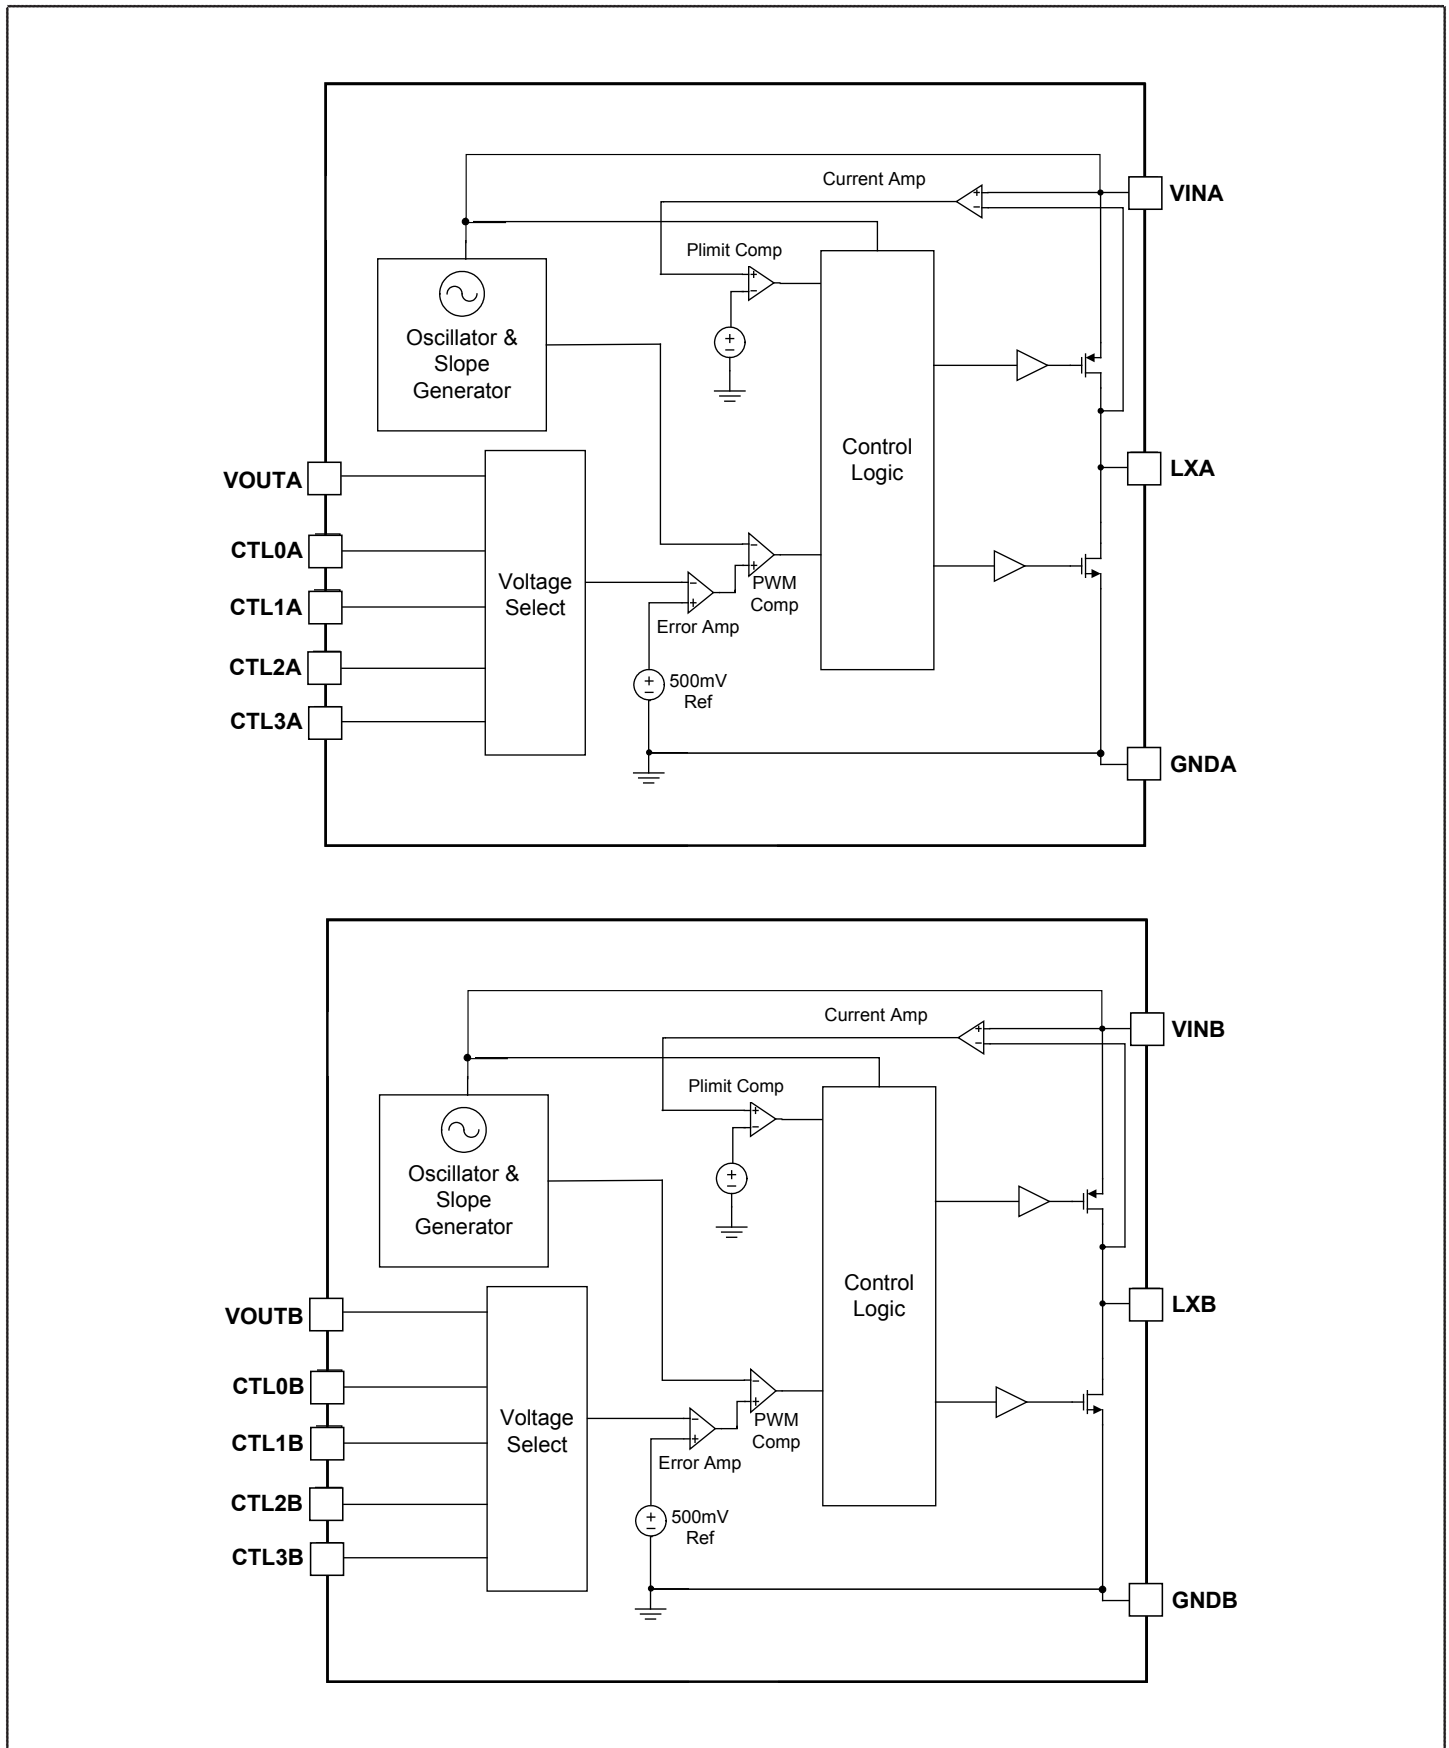 Current Amp
VINA
Plimit Comp
Oscillator &
Slope
Generator
Control
Logic
LXA
VOUTA
CTL0A
CTL1A
CTL2A
CTL3A
Voltage
Select
PWM
Comp
Error Amp
500mV
Ref
GNDA
Current Amp
VINB
Plimit Comp
Oscillator &
Slope
Generator
Control
Logic
LXB
VOUTB
CTL0B
CTL1B
CTL2B
CTL3B
Voltage
Select
PWM
Comp
Error Amp
500mV
Ref
GNDB